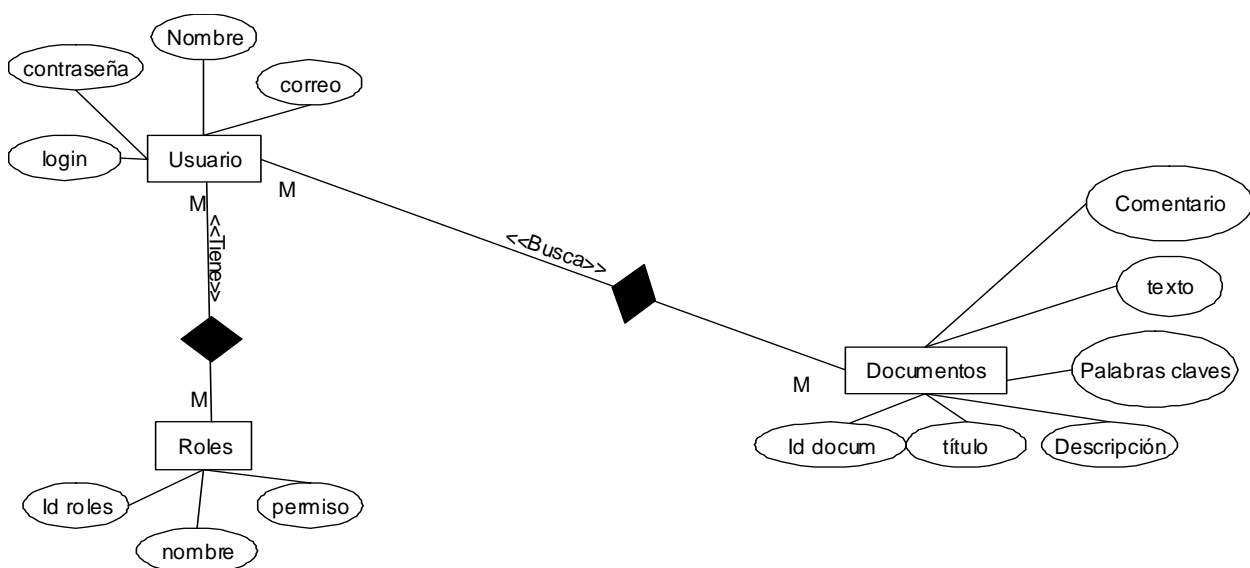 Nombre
contraseña
correo
login
Usuario
M
M
<<Tiene>>
<<Busca>>
Comentario
texto
Documentos
Palabras claves
M
M
Roles
Id docum
título
Descripción
Id roles
permiso
nombre